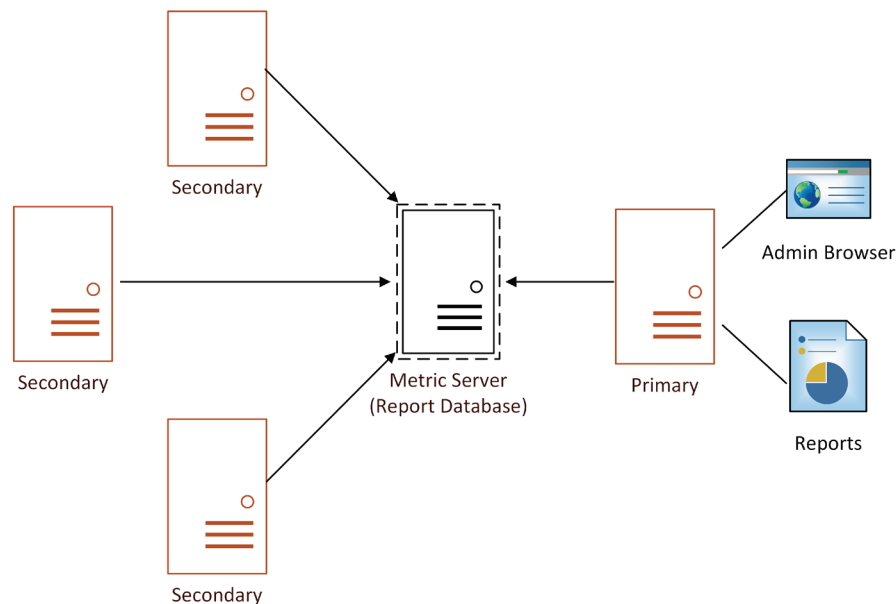 Secondary
Admin Browser
Secondary
Metric Server
(Report Database)
Primary
Reports
Secondary